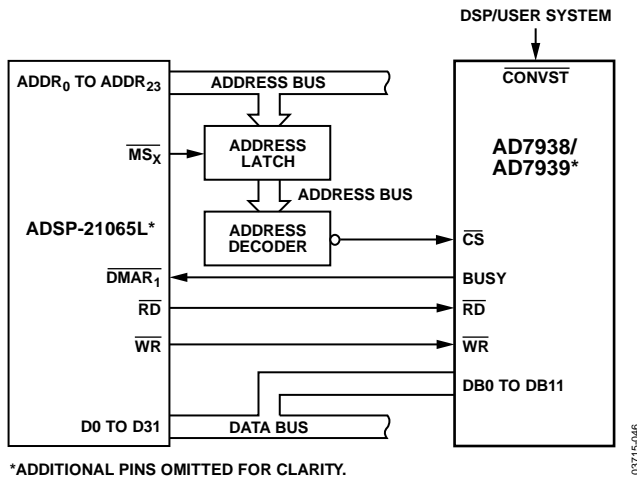 DSP/USER SYSTEM
ADDR0 TO ADDR23
ADDRESS BUS
CONVST
MSX
ADDRESS
LATCH
AD7938/
AD7939*
ADDRESS BUS
ADSP-21065L*
ADDRESS
DECODER
CS
DMAR1
BUSY
RD
RD
WR
WR
DB0 TO DB11
D0 TO D31
DATA BUS
*ADDITIONAL PINS OMITTED FOR CLARITY.
03715-046